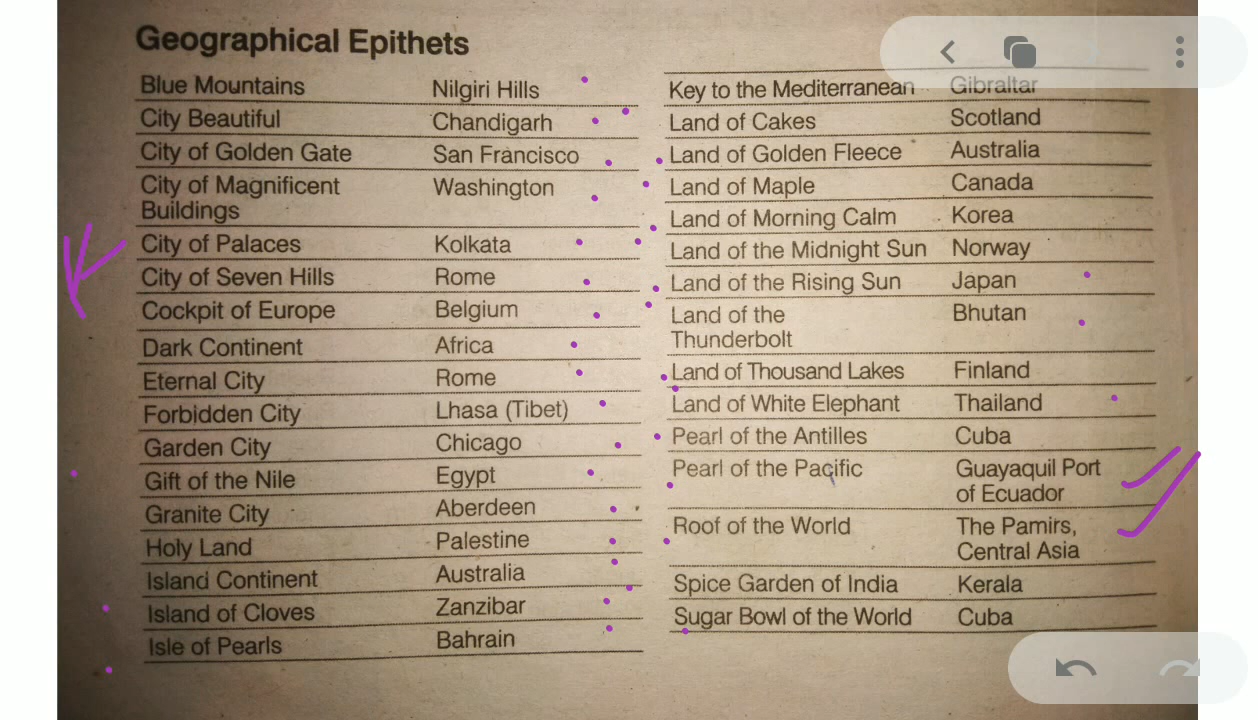 Geographical Epithets
Blue Mountains Nilgiri Hills
City Beautiful Chandigarh
City of Golden Gate San Francisco
City of Magnificent Washington
Buildings
City of Palaces Kolkata
City of Seven Hills Rome
Cockpit of Europe Belgium
Dark Continent Africa
Eternal City Rome
Forbidden City Lhasa (Tibet)
Garden City Chicago
Gift of the Nile Egypt
Granite City Aberdeen
Holy Land Palestine
Island Continent Australia
Island of Cloves Zanzibar
Isle of Pearls Bahrain
Key to the Mediterranean Gibraltar
Land of Cakes Scotland
Land of Golden Fleece Australia
Land of Maple Canada
Land of Morning Calm Korea
Land of the Midnight Sun Norway
Land of the Rising Sun Japan
Land of the Bhutan
Thunderbolt
Land of Thousand Lakes Finland
Land of White Elephant Thailand
Pearl of the Antilles Cuba
Pearl of the Pacific Guayaquil Port
of Ecuador
Roof of the World The Pamirs,
Central Asia
Spice Garden of India Kerala
Sugar Bowl of the World Cuba